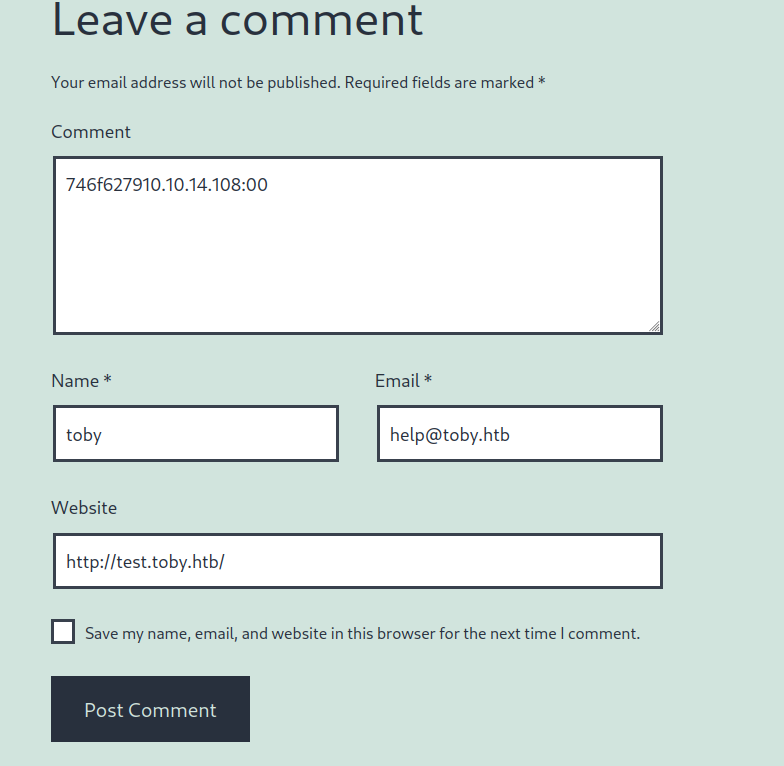 Leave a comment
Your email address will not be published. Required fields are marked *
Comment
746f627910.10.14.108:00
Name *
Email *
toby
help@toby.htb
Website
http://test.toby.htb/
Save my name, email, and website in this browser for the next time I comment.
Post Comment